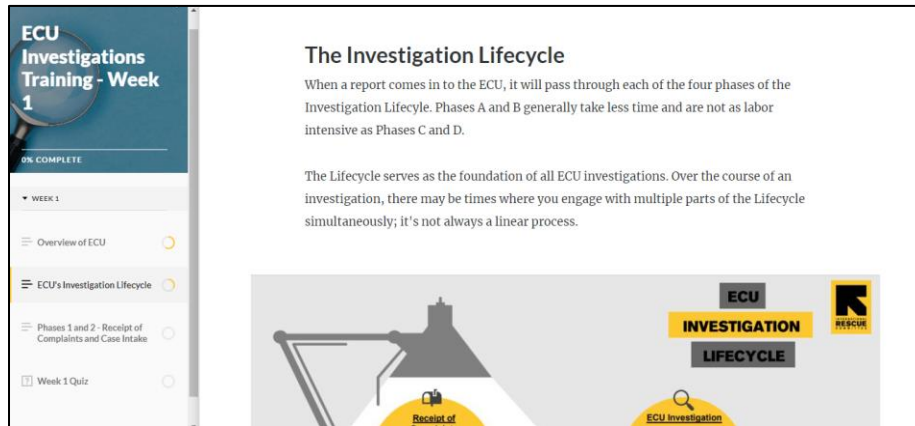 ECU
Investigations
Training - Week
1
0% COMPLETE
WEEK 1
Overview of ECU
ECU's Investigation Lifecycle
Phases 1 and 2 - Receipt of
Complaints and Case Intake
Week 1 Quiz
The Investigation Lifecycle
When a report comes in to the ECU, it will pass through each of the four phases of the
Investigation Lifecyle. Phases A and B generally take less time and are not as labor
intensive as Phases C and D.
The Lifecycle serves as the foundation of all ECU investigations. Over the course of an
investigation, there may be times where you engage with multiple parts of the Lifecycle
simultaneously; it's not always a linear process.
ECU
INVESTIGATION
LIFECYCLE
INTERNATIONAL
RESCUE
COMMITTEE
Receipt of
ECU Investigation